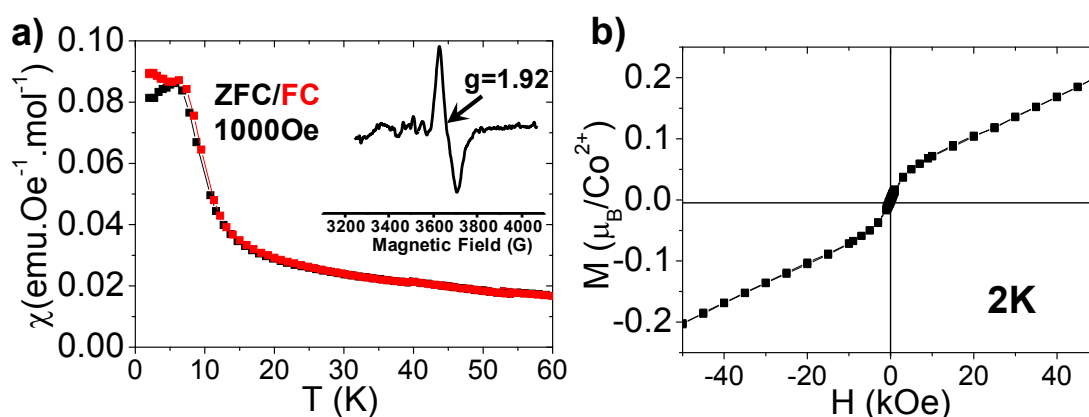 a)
0.10
0.08
0.06
0.04
0.02
0.00
χ(emu.Oe⁻¹.mol⁻¹)
ZFC/FC
1000Oe
g=1.92
3200 3400 3600 3800 4000
Magnetic Field (G)
0 10 20 30 40 50 60
T (K)
b)
0.2
0.1
0.0
-0.1
-0.2
M (μ_B/Co²⁺)
2K
-40 -20 0 20 40
H (kOe)